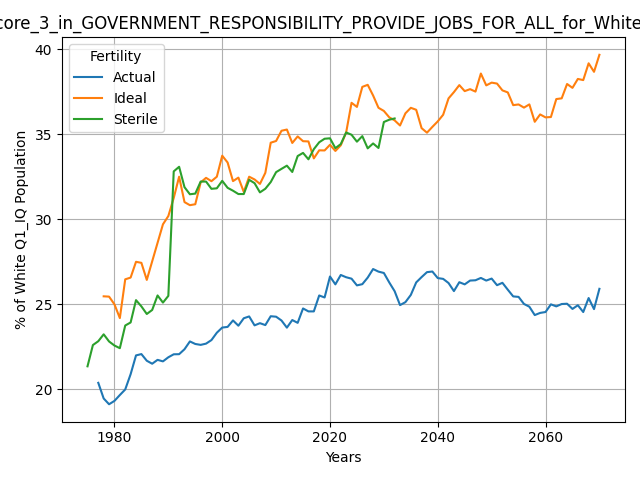 core_3_in_GOVERNMENT_RESPONSIBILITY_PROVIDE_JOBS_FOR_ALL_for_White
Fertility
Actual
Ideal
Sterile
40
35
30
25
20
% of White Q1_IQ Population
1980
2000
2020
2040
2060
Years